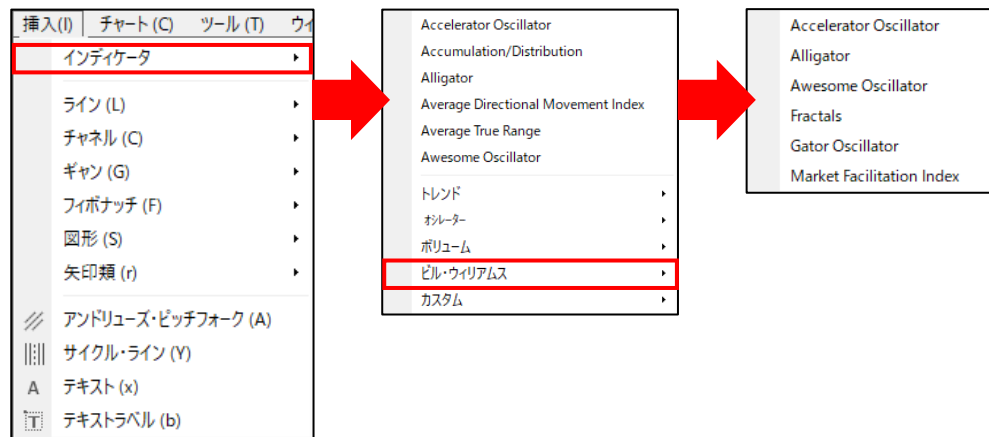 挿入(I) チャート(C) ツール(T) ウィ
インディケータ
ライン(L)
チャネル(C)
ギャン(G)
フィボナッチ(F)
図形(S)
矢印類(r)
アンドリューズ・ピッチフォーク(A)
サイクル・ライン(Y)
A テキスト(x)
T テキストラベル(b)
Accelerator Oscillator
Accumulation/Distribution
Alligator
Average Directional Movement Index
Average True Range
Awesome Oscillator
トレンド
オシレーター
ボリューム
ビル・ウィリアムス
カスタム
Accelerator Oscillator
Alligator
Awesome Oscillator
Fractals
Gator Oscillator
Market Facilitation Index